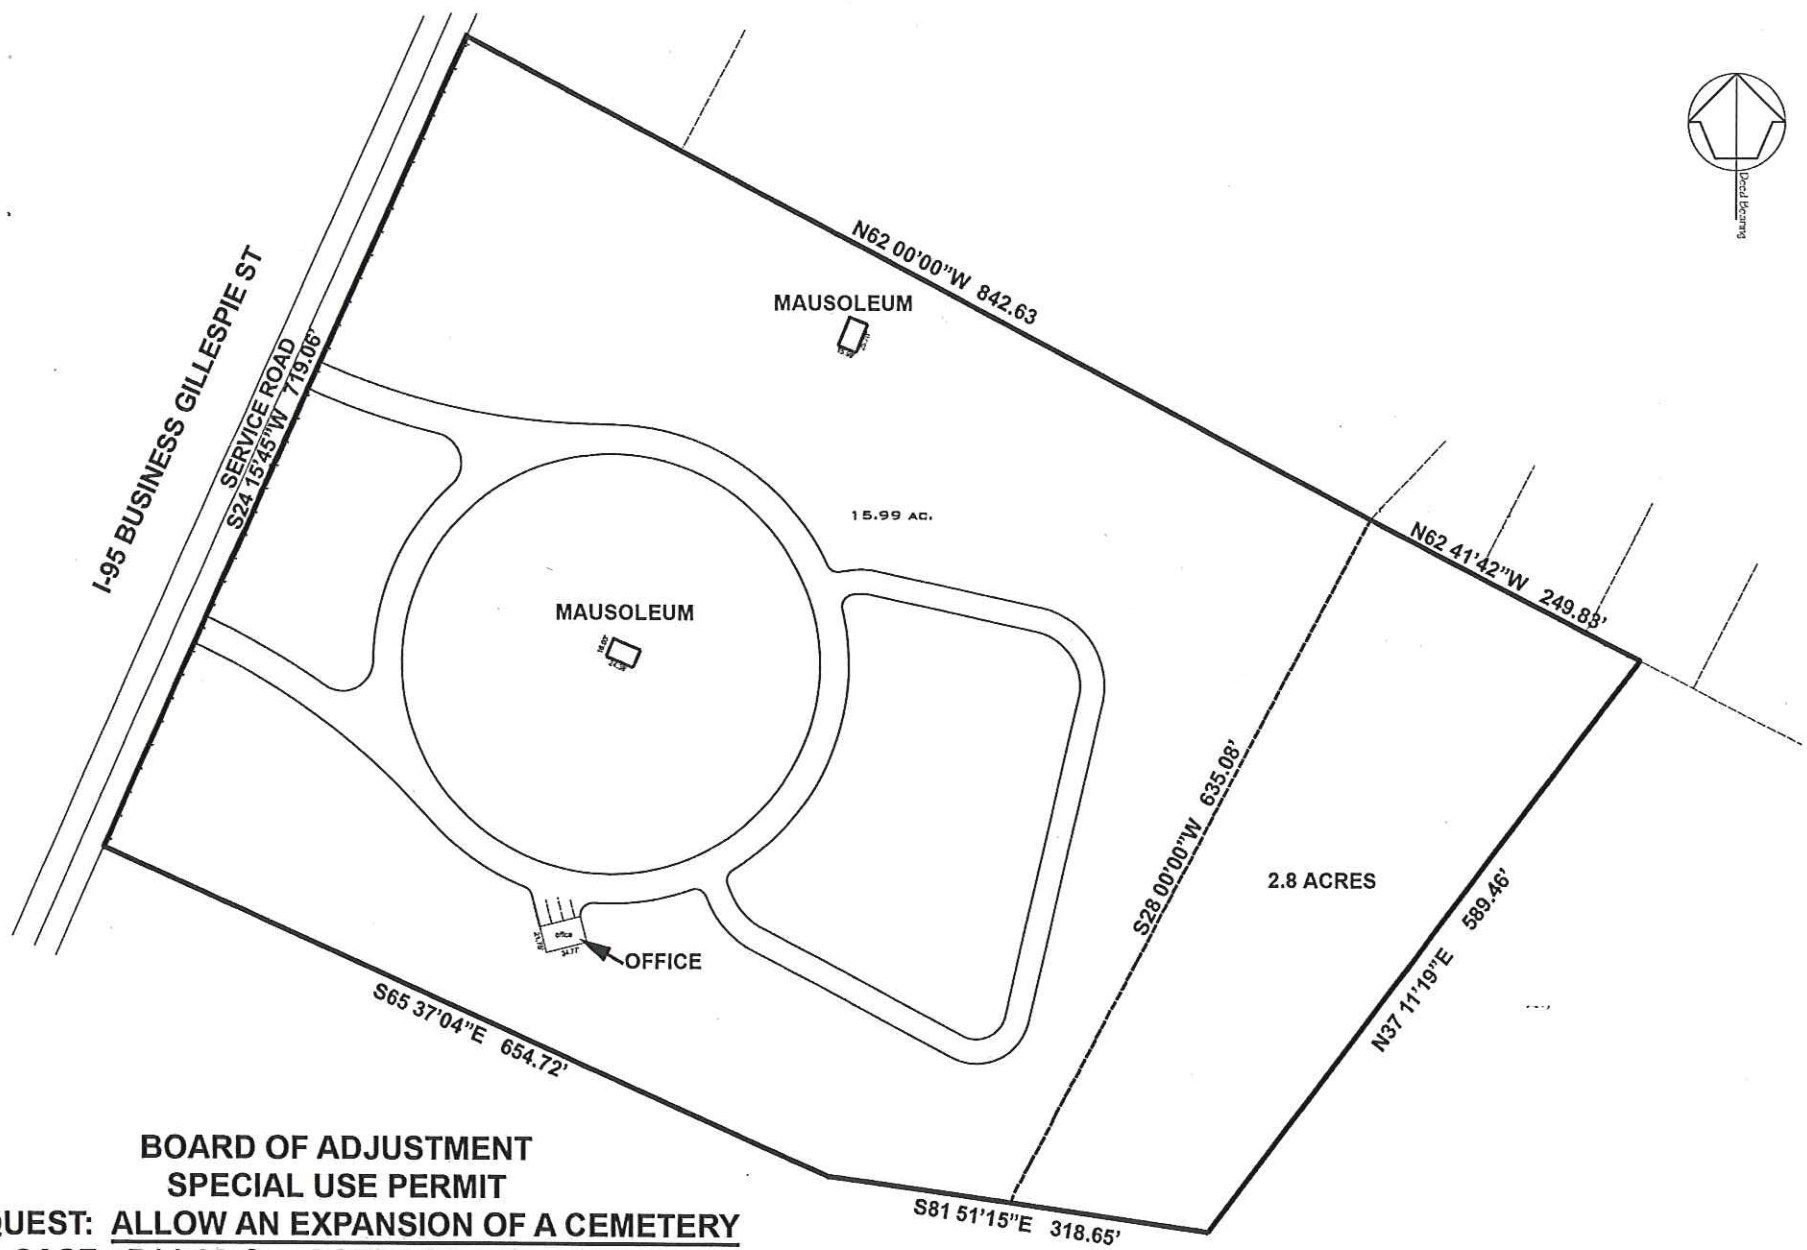 Deed Bearing
N62 00'00"W 842.63
MAUSOLEUM
I-95 BUSINESS GILLESPIE ST
SERVICE ROAD
S24 15'45"W 719.06'
15.99 AC.
N62 41'42"W 249.83'
MAUSOLEUM
S28 00'00"W 635.08'
2.8 ACRES
N37 11'19"E 589.46'
office
OFFICE
S65 37'04"E 654.72'
S81 51'15"E 318.65'
BOARD OF ADJUSTMENT
SPECIAL USE PERMIT
ALLOW AN EXPANSION OF A CEMETERY